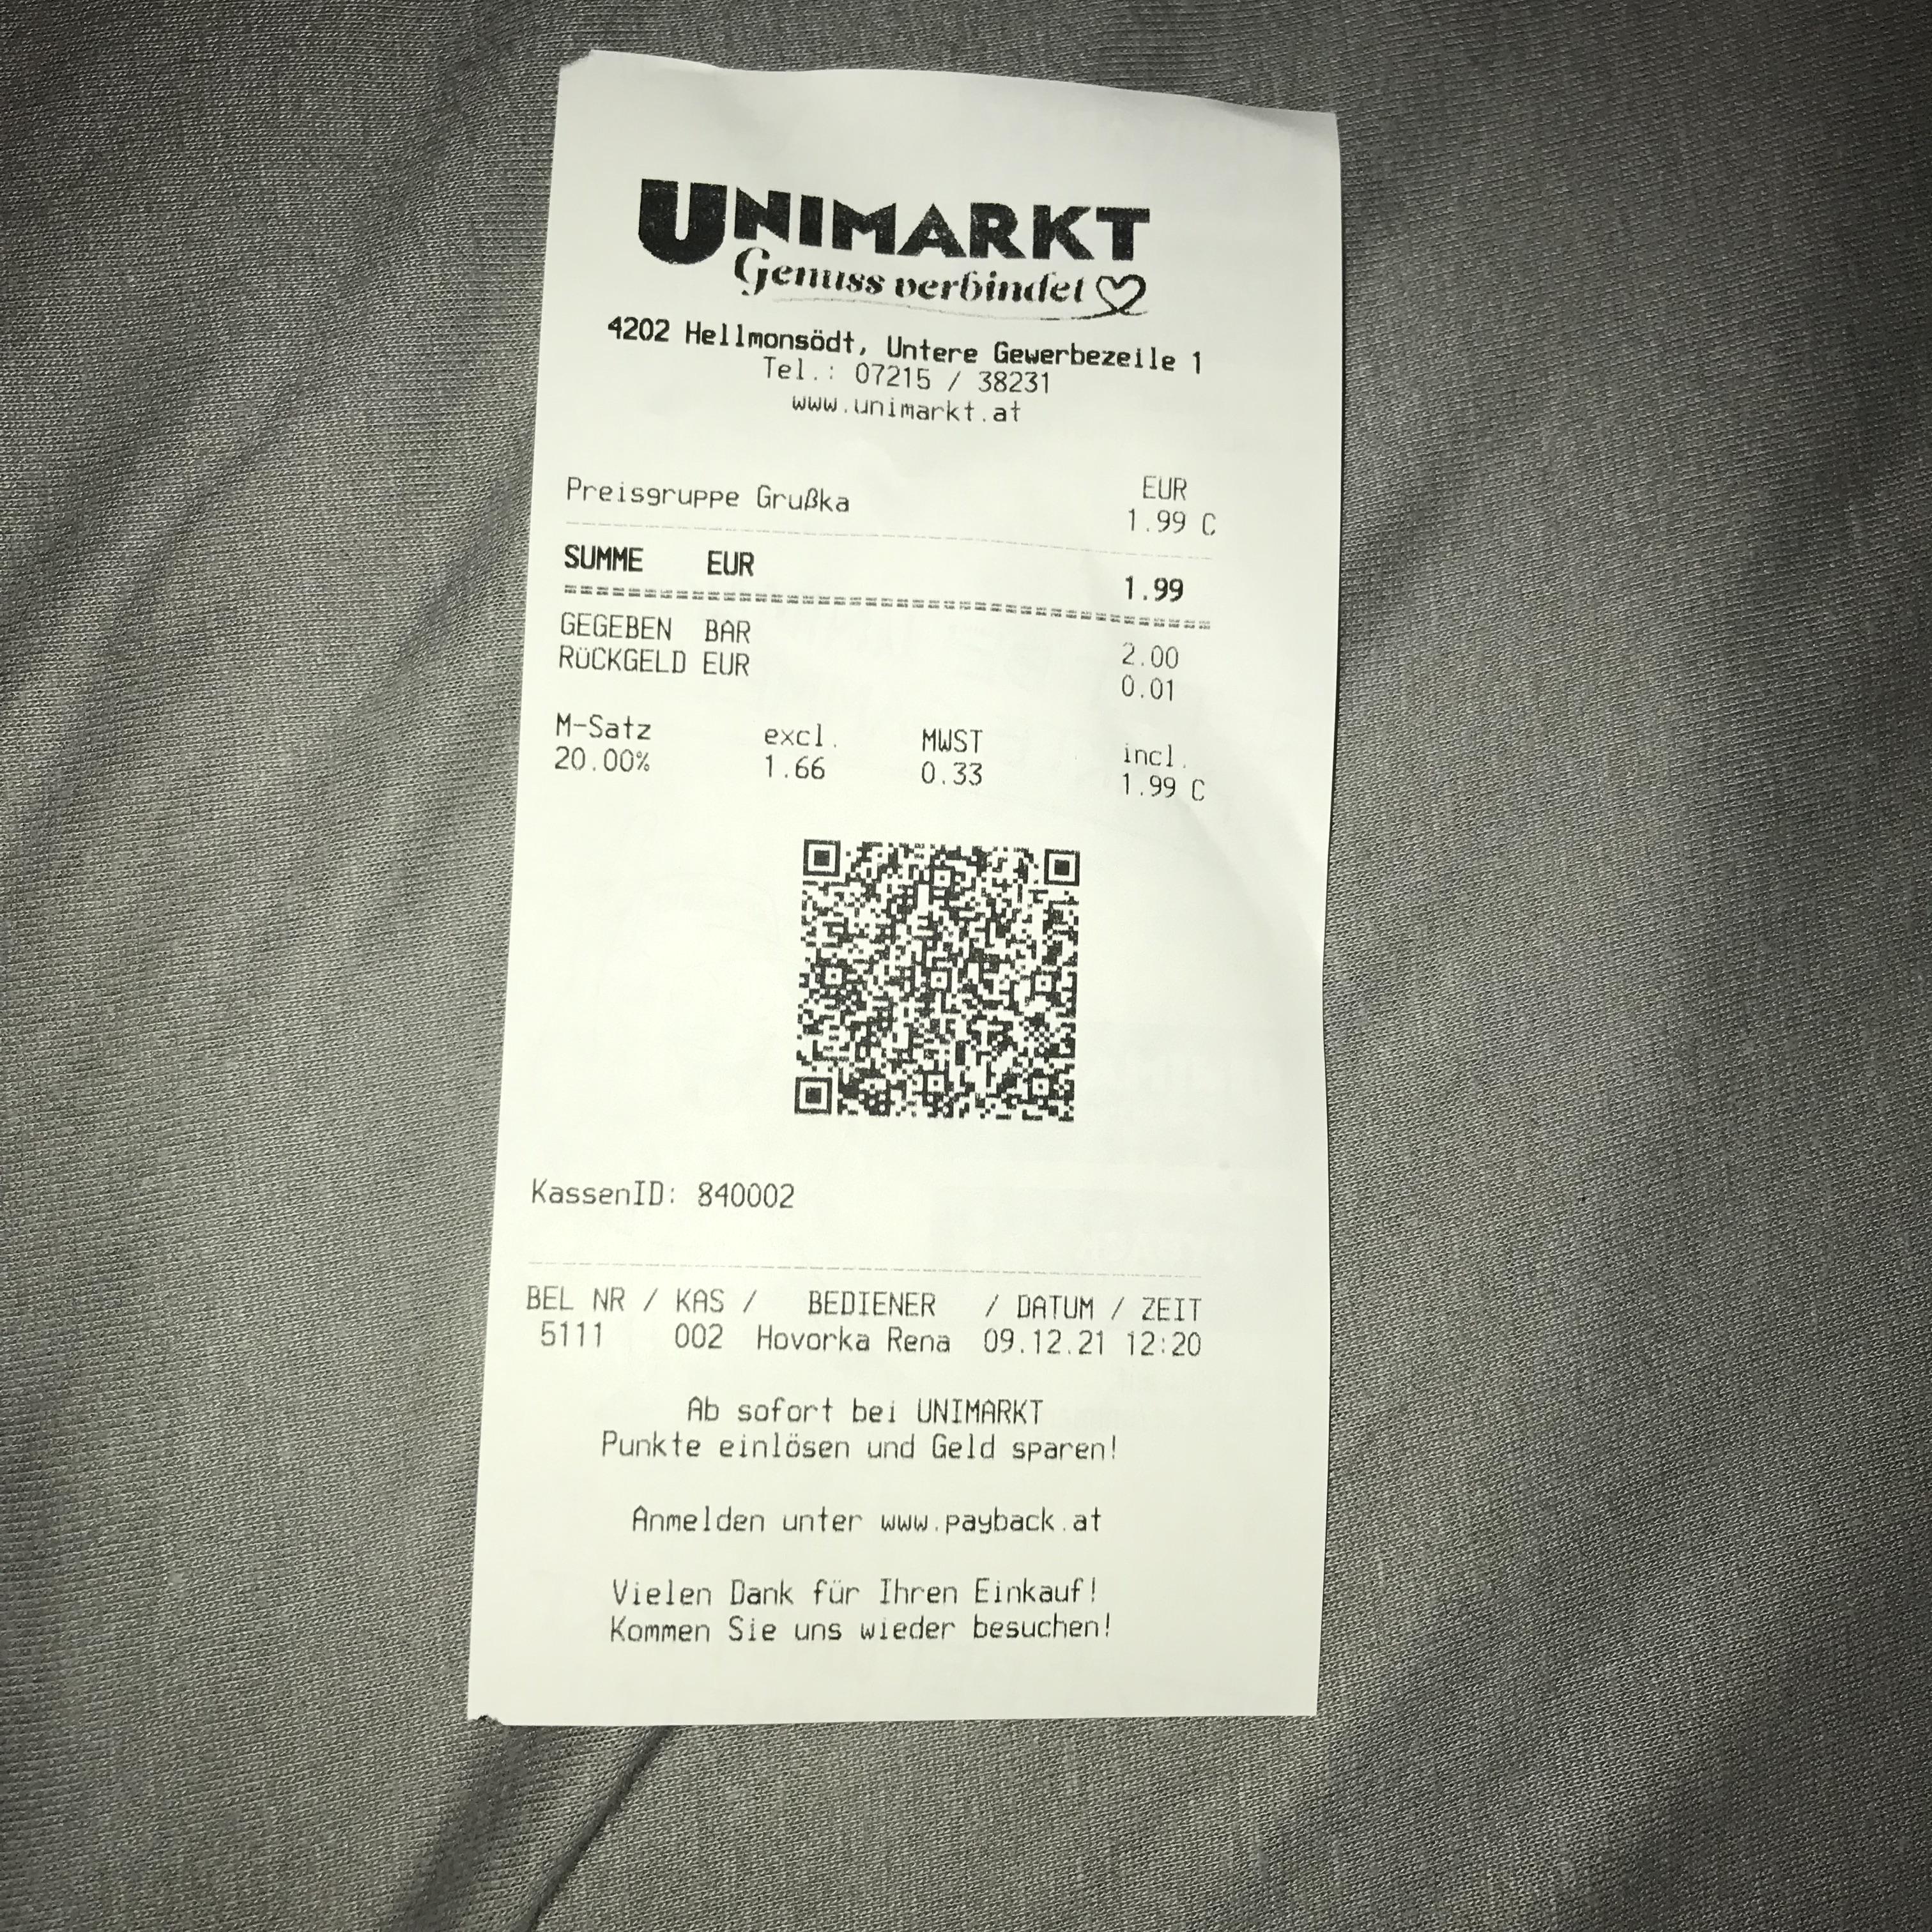 UNIMARKT
Genuss verbindet
4202 Hellmonsödt, Untere Gewerbezeile 1
Tel.: 07215 / 38231
www.unimarkt.at
EUR
Preisgruppe Grußka 1.99 C
SUMME EUR 1.99
GEGEBEN BAR 2.00
RÜCKGELD EUR 0.01
M-Satz excl. MWST incl.
20.00% 1.66 0.33 1.99 C
KassenID: 840002
BEL NR / KAS / BEDIENER / DATUM / ZEIT
5111 002 Hovorka Rena 09.12.21 12:20
Ab sofort bei UNIMARKT
Punkte einlösen und Geld sparen!
Anmelden unter www.payback.at
Vielen Dank für Ihren Einkauf!
Kommen Sie uns wieder besuchen!